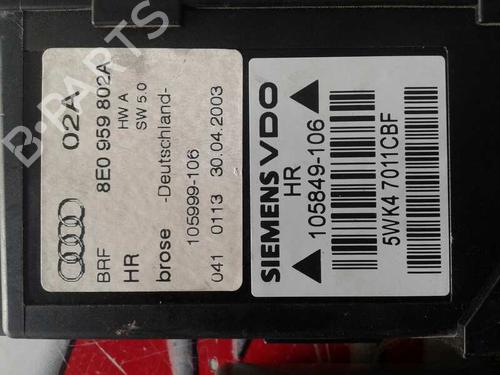 02A
BRF 8E0 959 802A
HR HW A
SW 5.0
brose -Deutschland-
105999-106
041 0113 30.04.2003
SIEMENS VDO
HR
105849-106
5WK4 7011CBF
B-PARTS